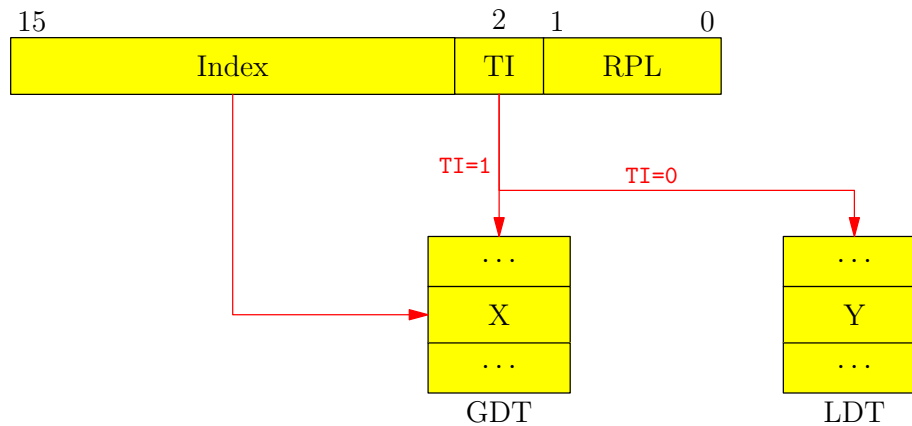 15 2 1 0
Index TI RPL
TI=1
TI=0
... ...
X Y
... ...
GDT LDT